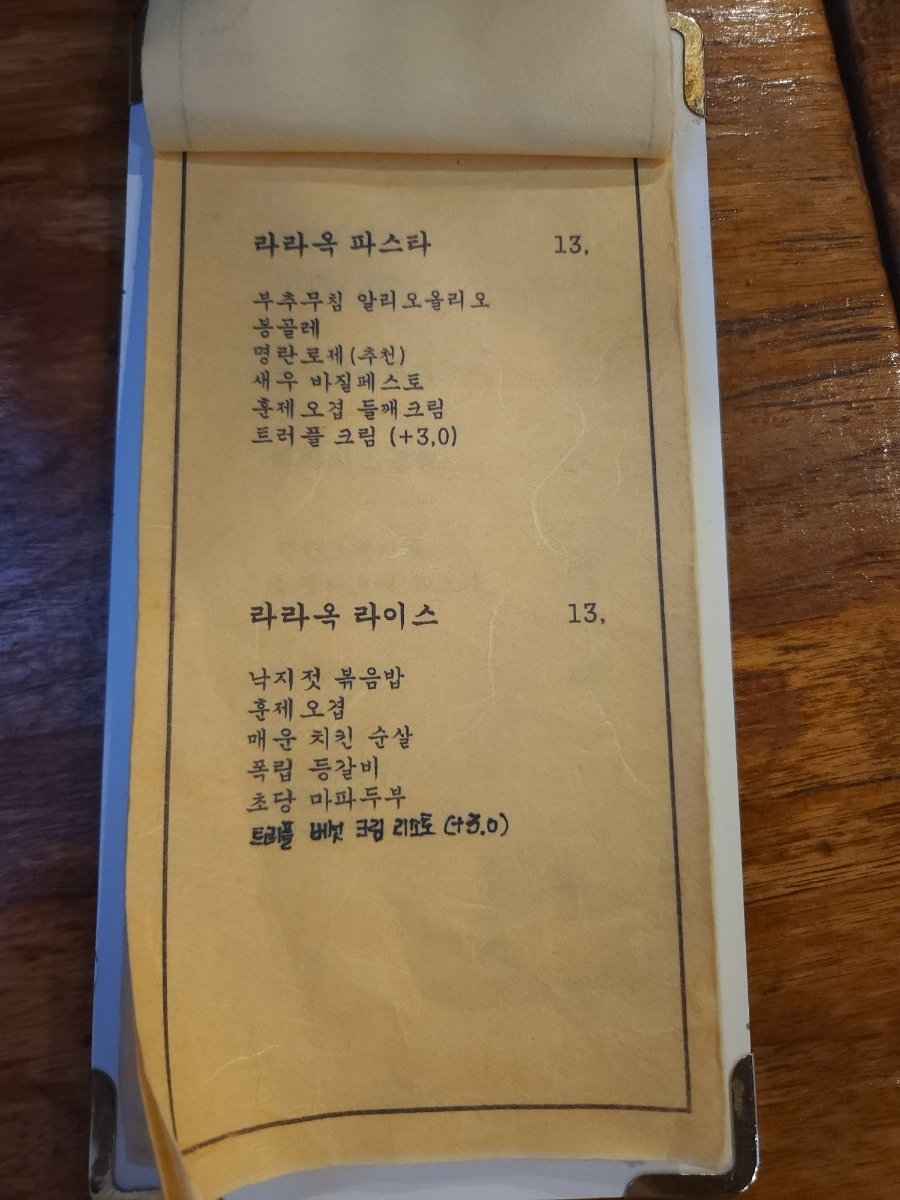 라라옥 파스타 13,
부추무침 알리오올리오
봉골레
명란로제(추천)
새우 바질페스토
훈제오겹 들깨크림
트러플 크림 (+3,0)
라라옥 라이스 13,
낙지젓 볶음밥
훈제오겹
매운 치킨 순살
폭립 등갈비
초당 마파두부
트러플 버섯 크림 리조또 (+3.0)